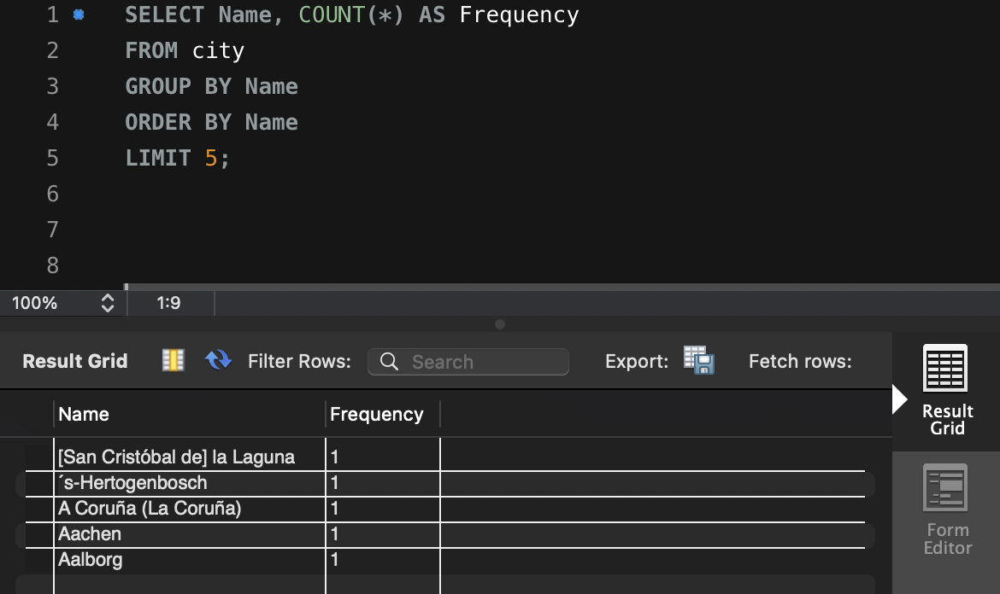 1 SELECT Name, COUNT(*) AS Frequency
2 FROM city
3 GROUP BY Name
4 ORDER BY Name
5 LIMIT 5;
6
7
8
100% 1:9
Result Grid Filter Rows: Search Export: Fetch rows:
Result
Grid
Form
Editor
Name Frequency
[San Cristóbal de] la Laguna 1
´s-Hertogenbosch 1
A Coruña (La Coruña) 1
Aachen 1
Aalborg 1